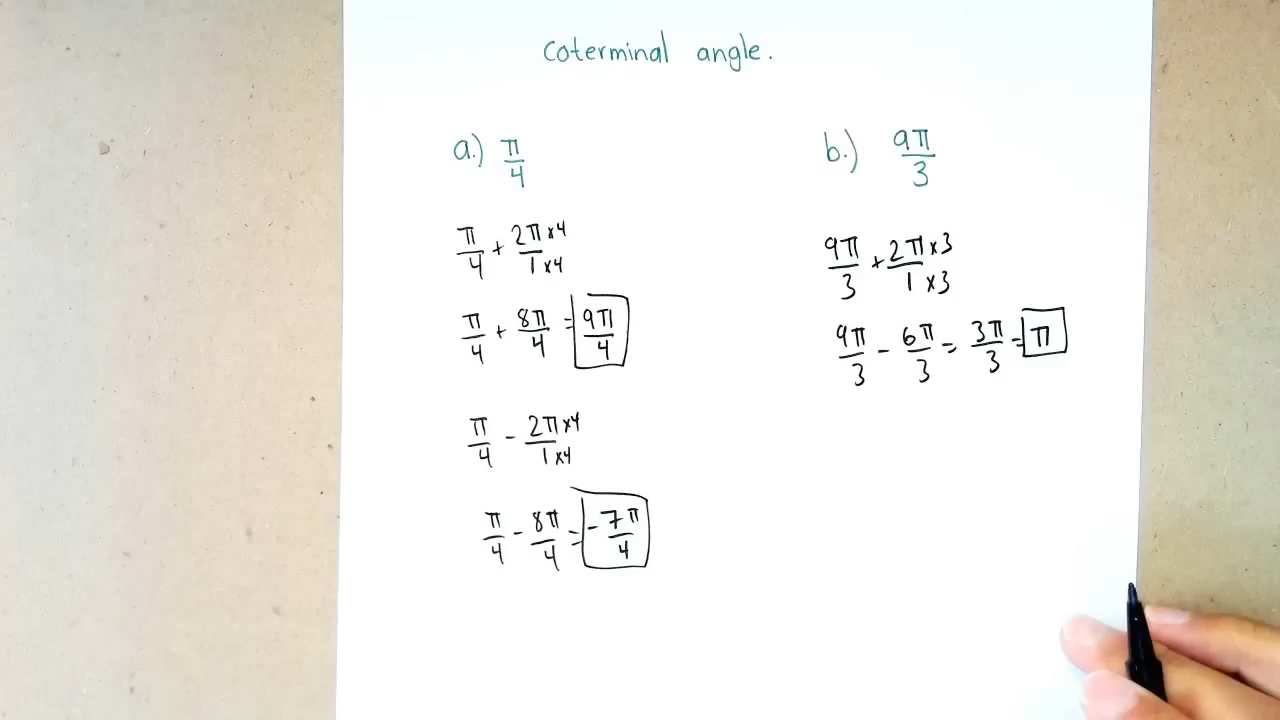 Coterminal angle.
a.) π/4
π/4 + 2π×4/1×4
π/4 + 8π/4 = 9π/4
π/4 - 2π×4/1×4
π/4 - 8π/4 = -7π/4
b.) 9π/3
9π/3 + 2π×3/1×3
9π/3 - 6π/3 = 3π/3 = π